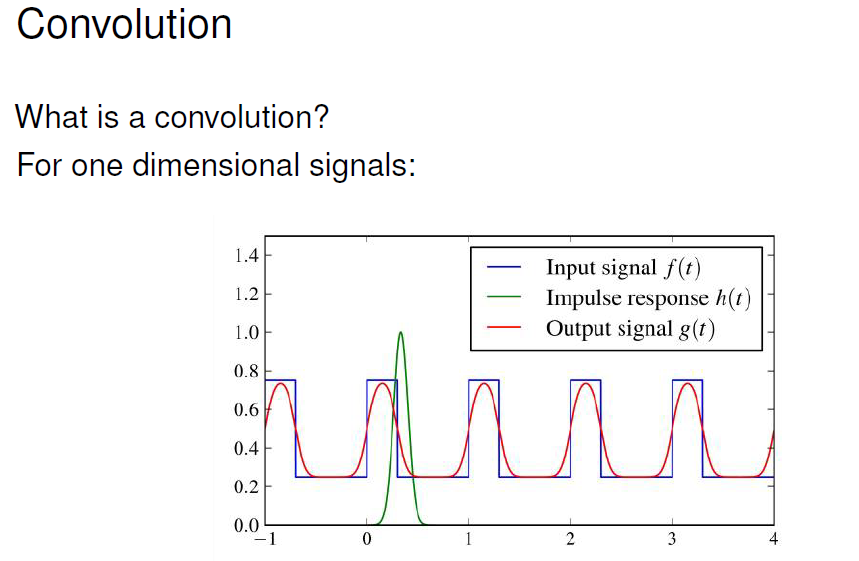 Convolution
What is a convolution?
For one dimensional signals:
1.4
1.2
1.0
0.8
0.6
0.4
0.2
0.0
Input signal f(t)
Impulse response h(t)
Output signal g(t)
−1 0 1 2 3 4